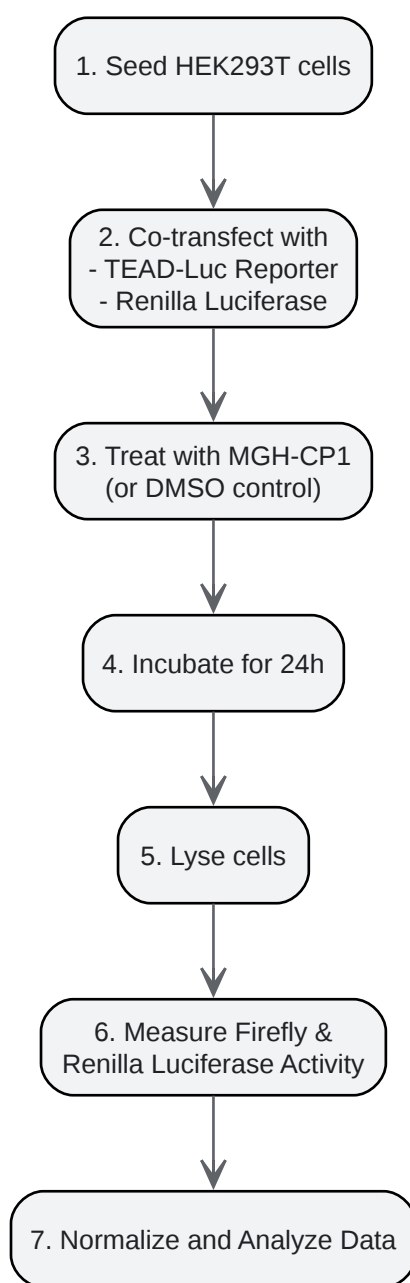 1. Seed HEK293T cells
2. Co-transfect with
- TEAD-Luc Reporter
- Renilla Luciferase
3. Treat with MGH-CP1
(or DMSO control)
4. Incubate for 24h
5. Lyse cells
6. Measure Firefly &
Renilla Luciferase Activity
7. Normalize and Analyze Data